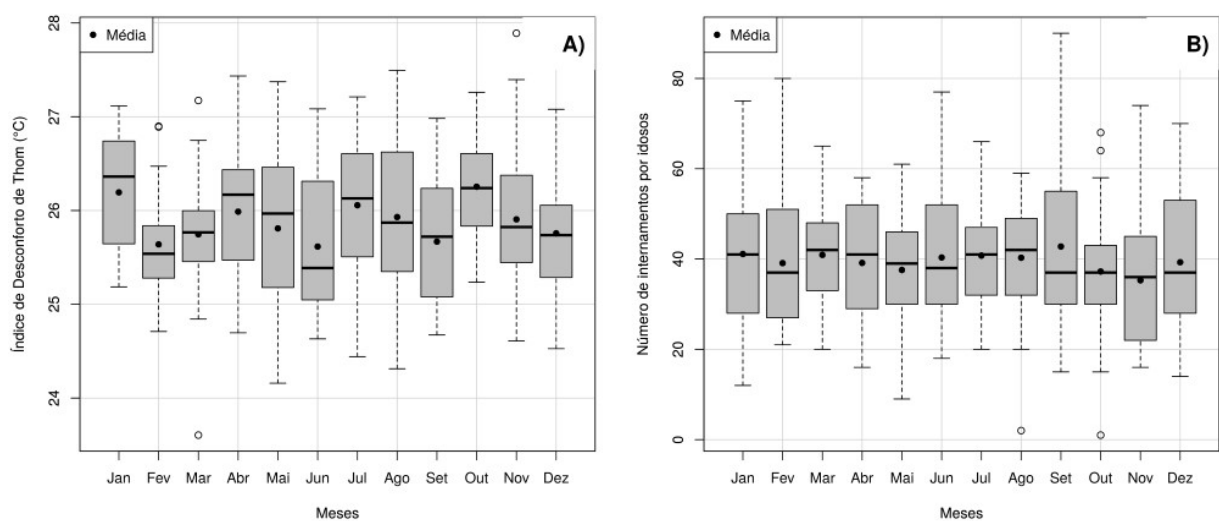 Média
A)
Índice de Desconforto de Thom (°C)
28
27
26
25
24
Jan Fev Mar Abr Mai Jun Jul Ago Set Out Nov Dez
Meses
Média
B)
Número de internamentos por idosos
80
60
40
20
0
Jan Fev Mar Abr Mai Jun Jul Ago Set Out Nov Dez
Meses